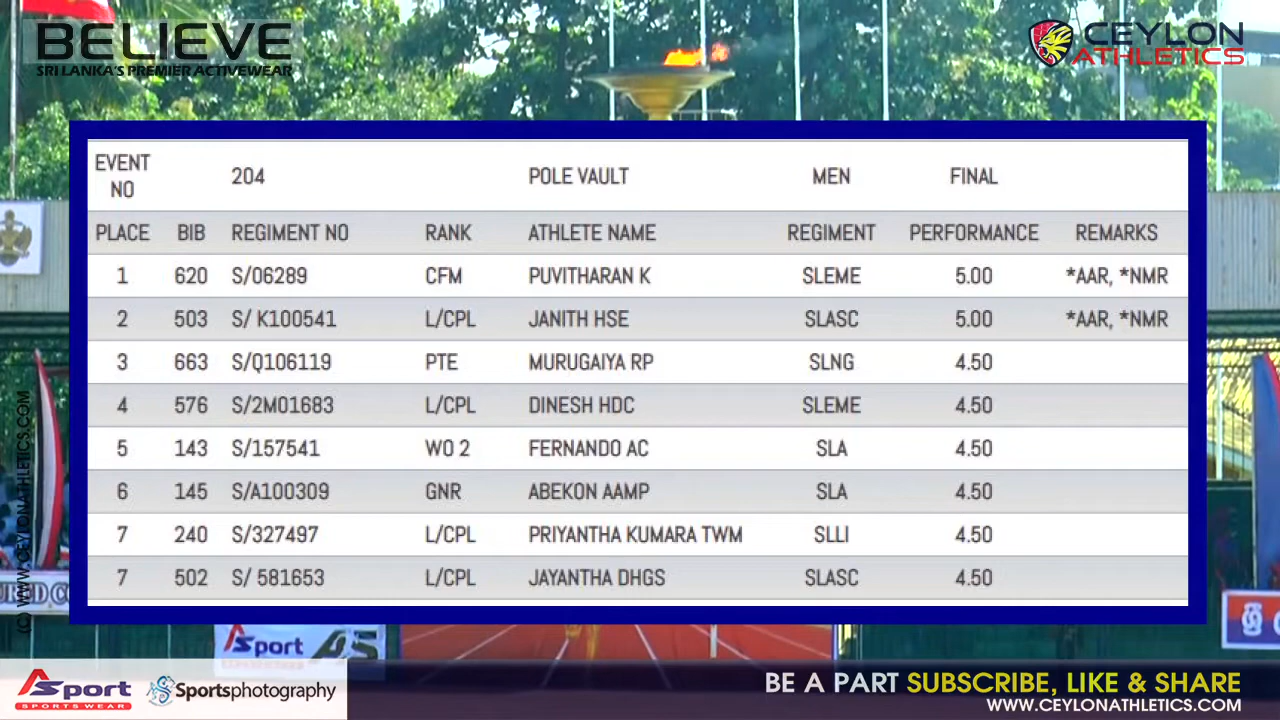 BELIEVE
SRI LANKA'S PREMIER ACTIVEWEAR
CEYLON
ATHLETICS
EVENT NO 204 POLE VAULT MEN FINAL
PLACE BIB REGIMENT NO RANK ATHLETE NAME REGIMENT PERFORMANCE REMARKS
1 620 S/06289 CFM PUVITHARAN K SLEME 5.00 *AAR, *NMR
2 503 S/ K100541 L/CPL JANITH HSE SLASC 5.00 *AAR, *NMR
3 663 S/Q106119 PTE MURUGAIYA RP SLNG 4.50
4 576 S/2M01683 L/CPL DINESH HDC SLEME 4.50
5 143 S/157541 WO 2 FERNANDO AC SLA 4.50
6 145 S/A100309 GNR ABEKON AAMP SLA 4.50
7 240 S/327497 L/CPL PRIYANTHA KUMARA TWM SLLI 4.50
7 502 S/ 581653 L/CPL JAYANTHA DHGS SLASC 4.50
(C) WWW.CEYLONATHLETICS.COM
Asport
Asport
SPORTS WEAR
Sportsphotography
BE A PART SUBSCRIBE, LIKE & SHARE
WWW.CEYLONATHLETICS.COM